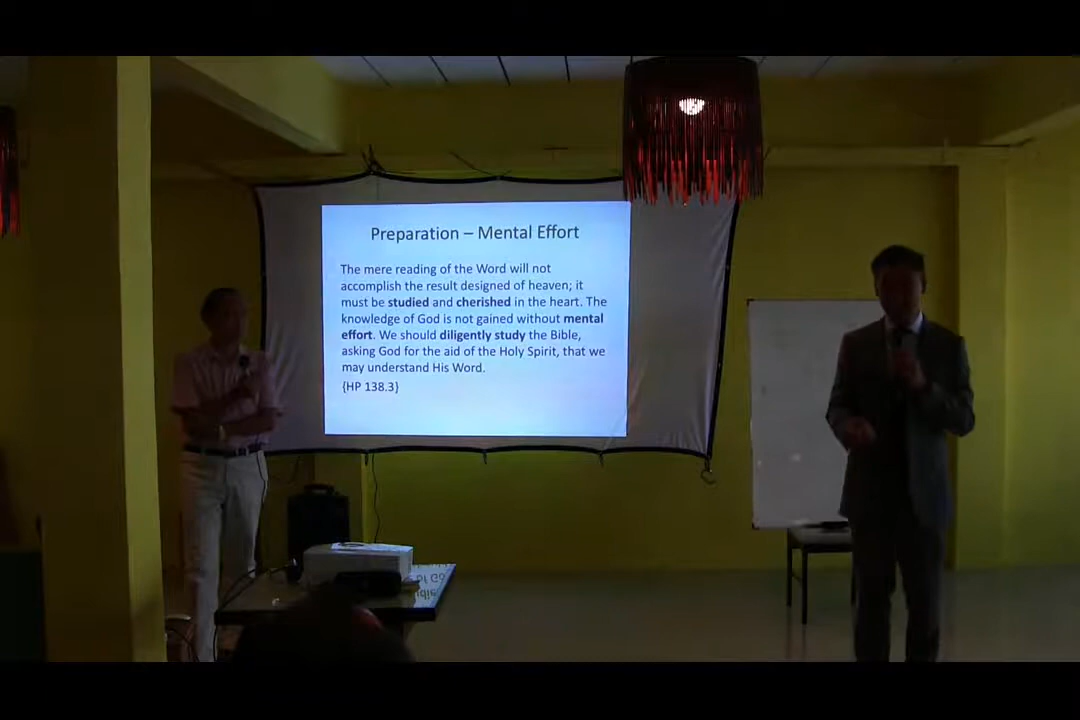 Preparation – Mental Effort
The mere reading of the Word will not
accomplish the result designed of heaven; it
must be studied and cherished in the heart. The
knowledge of God is not gained without mental
effort. We should diligently study the Bible,
asking God for the aid of the Holy Spirit, that we
may understand His Word.
{HP 138.3}